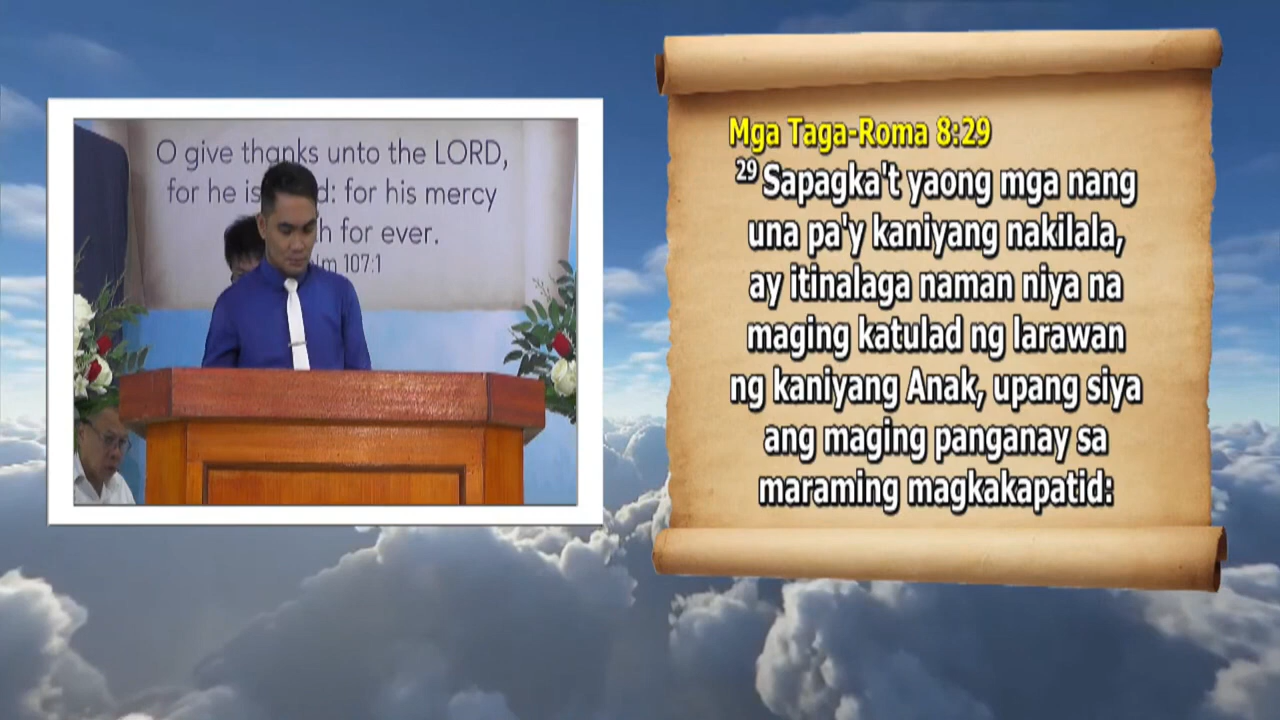 O give thanks unto the LORD,
for he is d: for his mercy
h for ever.
lm 107:1
Mga Taga-Roma 8:29
29 Sapagka't yaong mga nang
una pa'y kaniyang nakilala,
ay itinalaga naman niya na
maging katulad ng larawan
ng kaniyang Anak, upang siya
ang maging panganay sa
maraming magkakapatid: